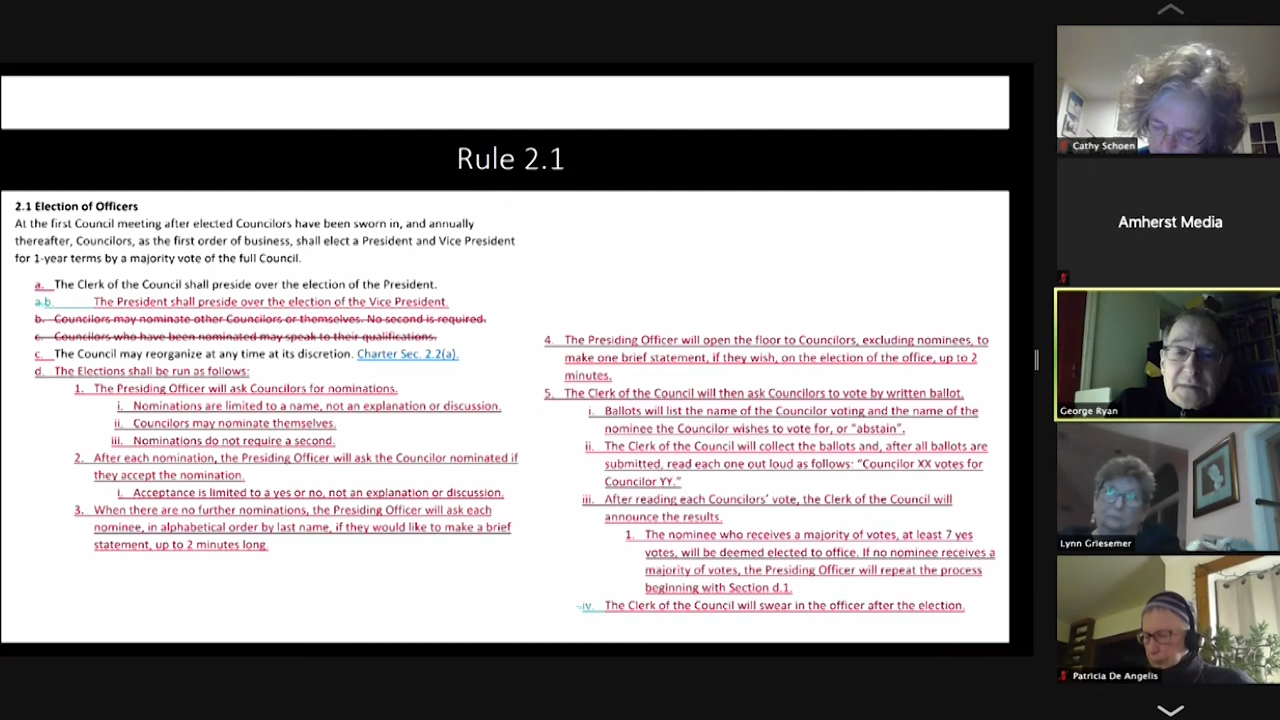 Rule 2.1
2.1 Election of Officers
At the first Council meeting after elected Councilors have been sworn in, and annually
thereafter, Councilors, as the first order of business, shall elect a President and Vice President
for 1-year terms by a majority vote of the full Council.
a. The Clerk of the Council shall preside over the election of the President.
a.b. The President shall preside over the election of the Vice President.
b. Councilors may nominate other Councilors or themselves. No second is required.
c. Councilors who have been nominated may speak to their qualifications.
c. The Council may reorganize at any time at its discretion. Charter Sec. 2.2(a).
d. The Elections shall be run as follows:
1. The Presiding Officer will ask Councilors for nominations.
i. Nominations are limited to a name, not an explanation or discussion.
ii. Councilors may nominate themselves.
iii. Nominations do not require a second.
2. After each nomination, the Presiding Officer will ask the Councilor nominated if
they accept the nomination.
i. Acceptance is limited to a yes or no, not an explanation or discussion.
3. When there are no further nominations, the Presiding Officer will ask each
nominee, in alphabetical order by last name, if they would like to make a brief
statement, up to 2 minutes long.
4. The Presiding Officer will open the floor to Councilors, excluding nominees, to
make one brief statement, if they wish, on the election of the office, up to 2
minutes.
5. The Clerk of the Council will then ask Councilors to vote by written ballot.
i. Ballots will list the name of the Councilor voting and the name of the
nominee the Councilor wishes to vote for, or "abstain".
ii. The Clerk of the Council will collect the ballots and, after all ballots are
submitted, read each one out loud as follows: "Councilor XX votes for
Councilor YY."
iii. After reading each Councilors' vote, the Clerk of the Council will
announce the results.
1. The nominee who receives a majority of votes, at least 7 yes
votes, will be deemed elected to office. If no nominee receives a
majority of votes, the Presiding Officer will repeat the process
beginning with Section d.1.
iv. The Clerk of the Council will swear in the officer after the election.
Cathy Schoen
Amherst Media
George Ryan
Lynn Griesemer
Patricia De Angelis